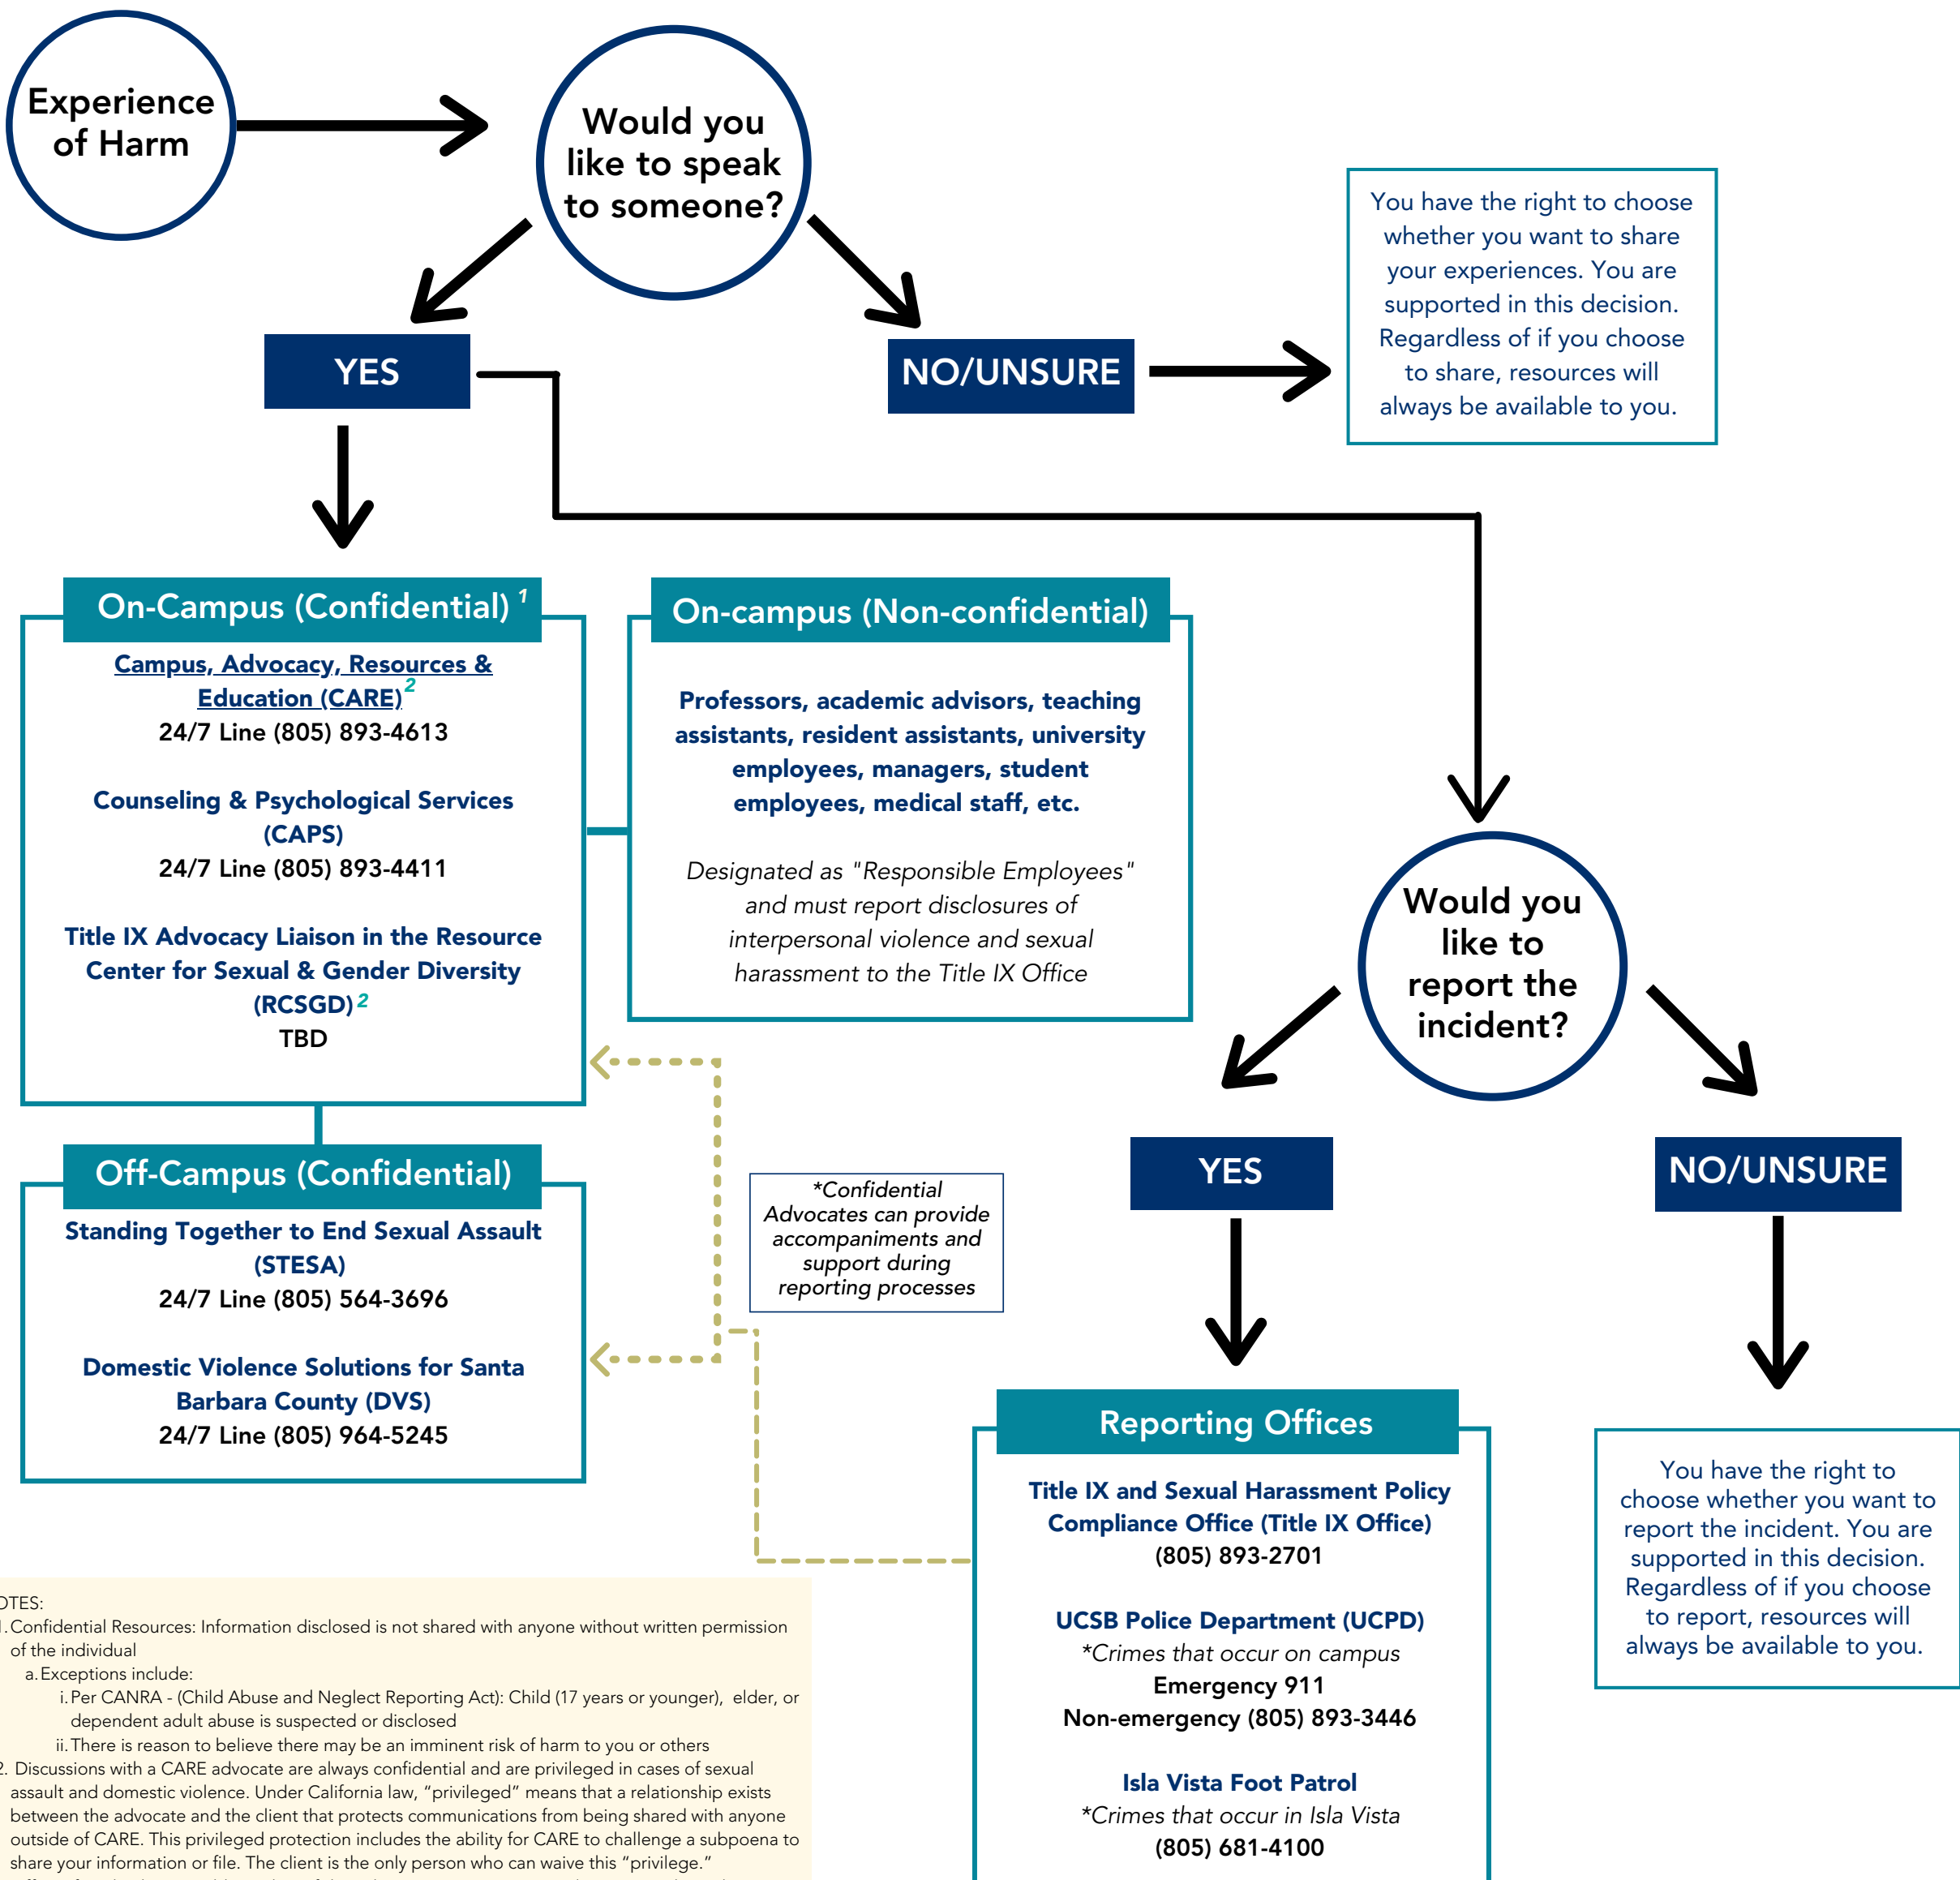 Experience
of Harm
Would you
like to speak
to someone?
You have the right to choose
whether you want to share
your experiences. You are
supported in this decision.
Regardless of if you choose
to share, resources will
always be available to you.
YES
NO/UNSURE
On-Campus (Confidential) 1
Campus, Advocacy, Resources &
Education (CARE) 2
24/7 Line (805) 893-4613
Counseling & Psychological Services
(CAPS)
24/7 Line (805) 893-4411
Title IX Advocacy Liaison in the Resource
Center for Sexual & Gender Diversity
(RCSGD) 2
TBD
On-campus (Non-confidential)
Professors, academic advisors, teaching
assistants, resident assistants, university
employees, managers, student
employees, medical staff, etc.
Designated as "Responsible Employees"
and must report disclosures of
interpersonal violence and sexual
harassment to the Title IX Office
Would you
like to
report the
incident?
Off-Campus (Confidential)
Standing Together to End Sexual Assault
(STESA)
24/7 Line (805) 564-3696
Domestic Violence Solutions for Santa
Barbara County (DVS)
24/7 Line (805) 964-5245
*Confidential
Advocates can provide
accompaniments and
support during
reporting processes
YES
NO/UNSURE
Reporting Offices
Title IX and Sexual Harassment Policy
Compliance Office (Title IX Office)
(805) 893-2701
UCSB Police Department (UCPD)
*Crimes that occur on campus
Emergency 911
Non-emergency (805) 893-3446
Isla Vista Foot Patrol
*Crimes that occur in Isla Vista
(805) 681-4100
You have the right to
choose whether you want to
report the incident. You are
supported in this decision.
Regardless of if you choose
to report, resources will
always be available to you.
OTES:
1. Confidential Resources: Information disclosed is not shared with anyone without written permission
of the individual
a. Exceptions include:
i. Per CANRA - (Child Abuse and Neglect Reporting Act): Child (17 years or younger), elder, or
dependent adult abuse is suspected or disclosed
ii. There is reason to believe there may be an imminent risk of harm to you or others
2. Discussions with a CARE advocate are always confidential and are privileged in cases of sexual
assault and domestic violence. Under California law, “privileged” means that a relationship exists
between the advocate and the client that protects communications from being shared with anyone
outside of CARE. This privileged protection includes the ability for CARE to challenge a subpoena to
share your information or file. The client is the only person who can waive this “privilege.”